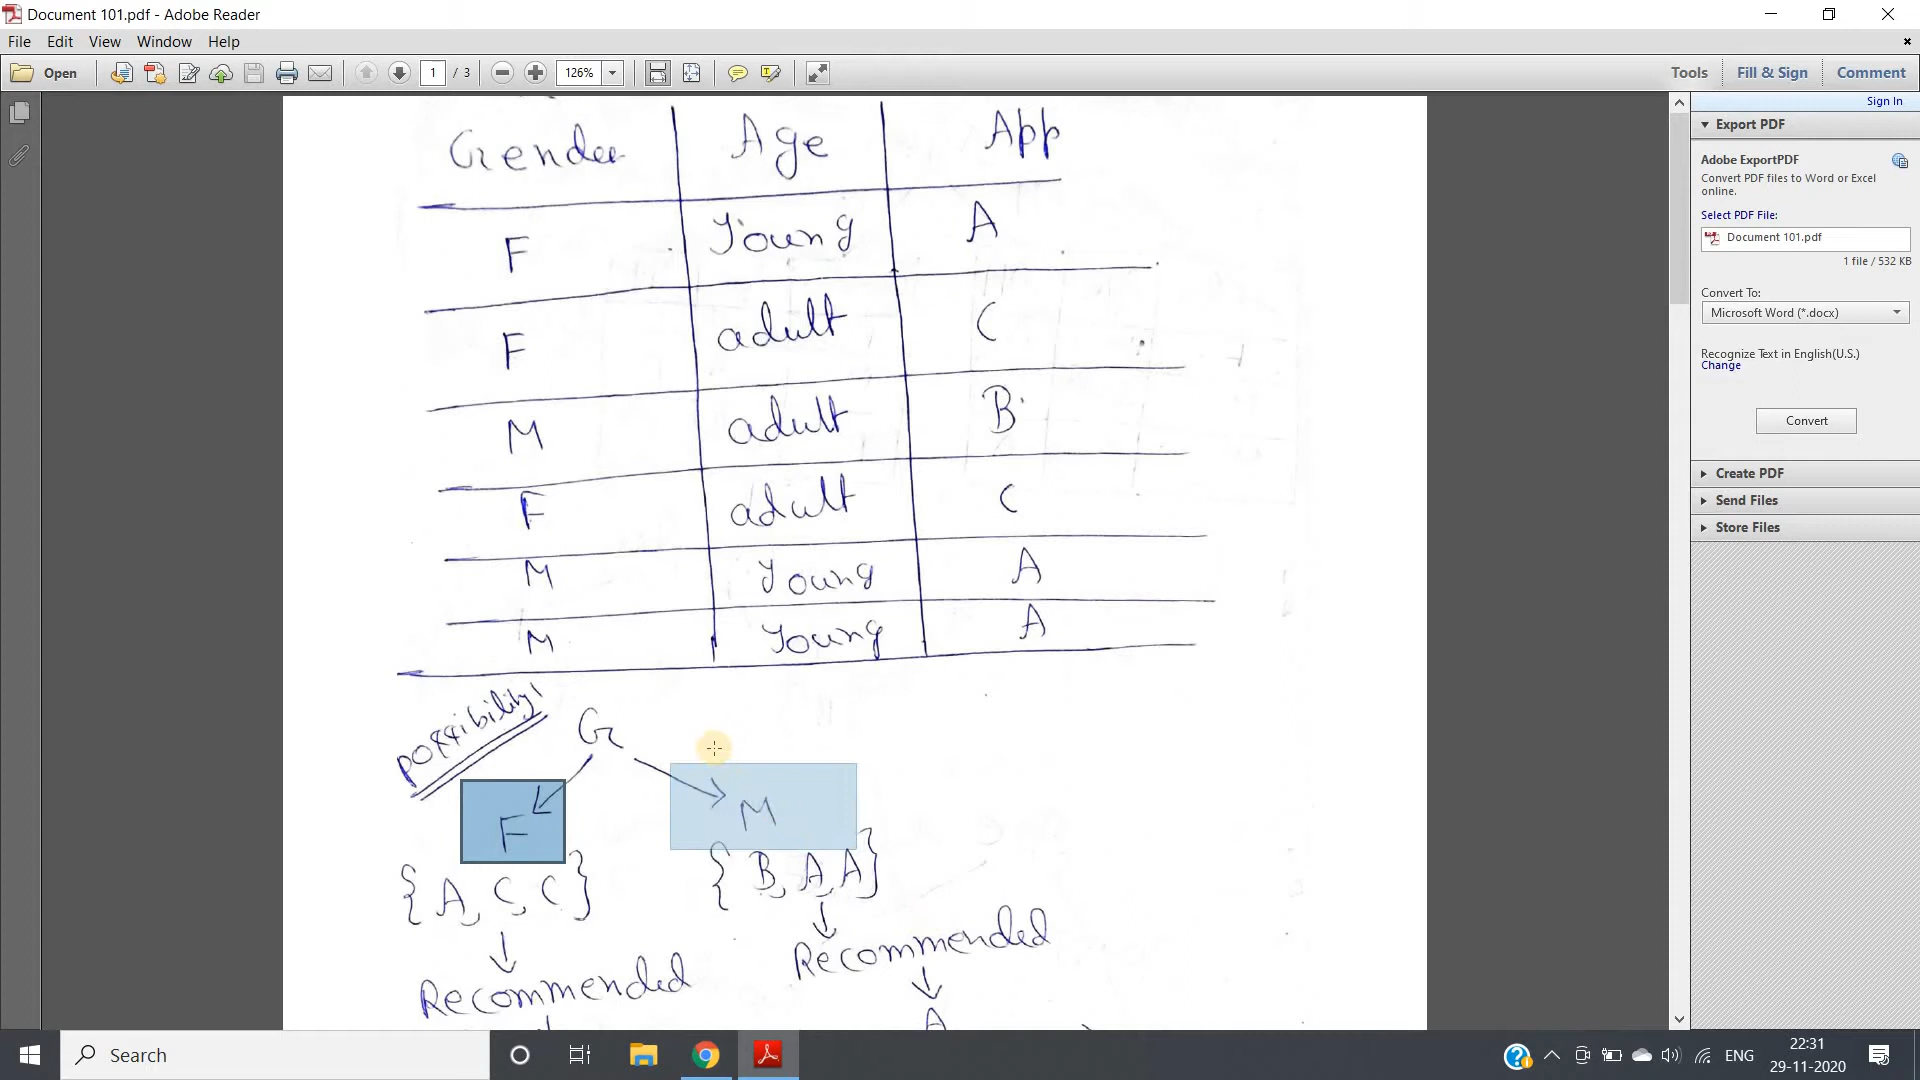 Document 101.pdf - Adobe Reader
File Edit View Window Help
Open 1 / 3 126% Tools Fill & Sign Comment
Sign In
Export PDF
Adobe ExportPDF
Convert PDF files to Word or Excel
online.
Select PDF File:
Document 101.pdf
1 file / 532 KB
Convert To:
Microsoft Word (*.docx)
Recognize Text in English(U.S.)
Change
Convert
Create PDF
Send Files
Store Files
Gender Age App
F Young A
F adult C
M adult B
F adult C
M Young A
M Young A
possibility1
G
F M
{A, C, C} {B, A, A}
Recommended Recommended
A
Search
ENG
22:31
29-11-2020